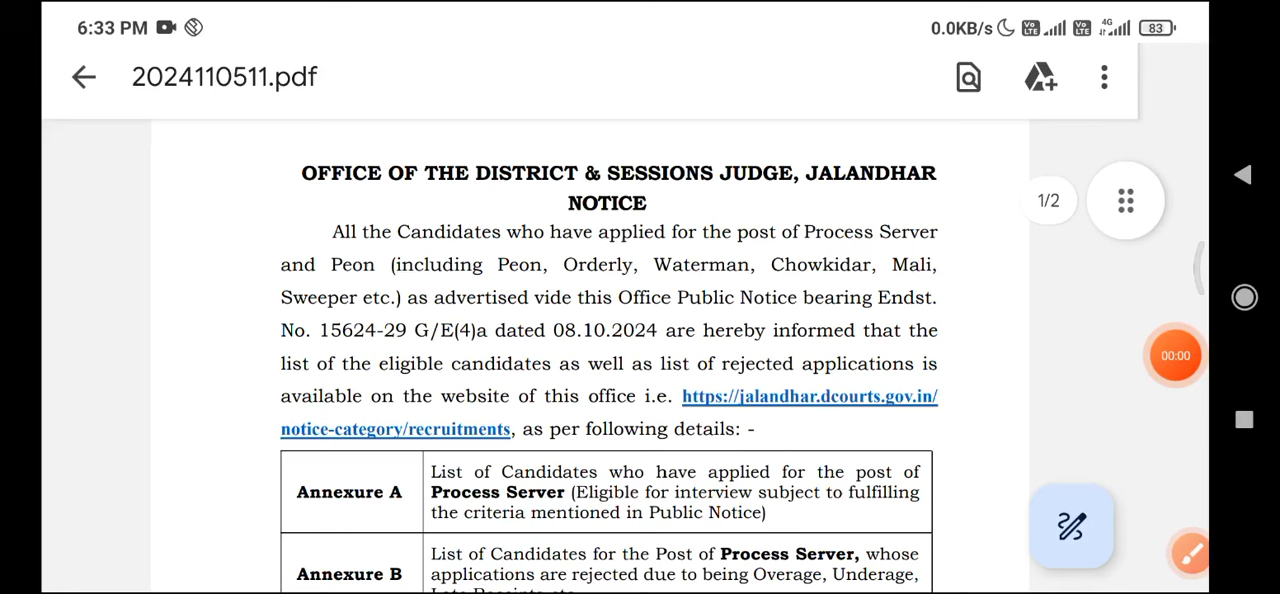 6:33 PM
0.0KB/s
Vo LTE
Vo LTE
4G
83
2024110511.pdf
OFFICE OF THE DISTRICT & SESSIONS JUDGE, JALANDHAR
NOTICE
1/2
All the Candidates who have applied for the post of Process Server
and Peon (including Peon, Orderly, Waterman, Chowkidar, Mali,
Sweeper etc.) as advertised vide this Office Public Notice bearing Endst.
No. 15624-29 G/E(4)a dated 08.10.2024 are hereby informed that the
list of the eligible candidates as well as list of rejected applications is
available on the website of this office i.e. https://jalandhar.dcourts.gov.in/
notice-category/recruitments, as per following details: -
00:00
Annexure A
List of Candidates who have applied for the post of
Process Server (Eligible for interview subject to fulfilling
the criteria mentioned in Public Notice)
Annexure B
List of Candidates for the Post of Process Server, whose
applications are rejected due to being Overage, Underage,